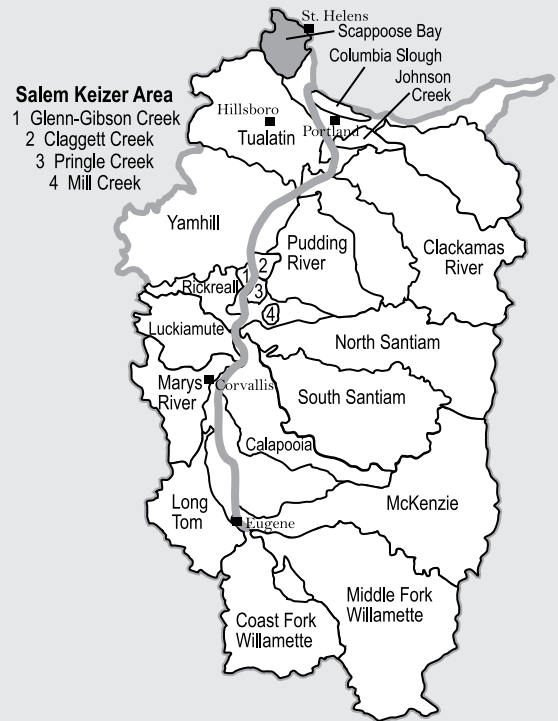 St. Helens
Scappoose Bay
Columbia Slough
Johnson
Creek
Salem Keizer Area
1 Glenn-Gibson Creek
2 Claggett Creek
3 Pringle Creek
4 Mill Creek
Hillsboro
Tualatin
Portland
Yamhill
Pudding
River
Clackamas
River
1
2
3
4
Rickreall
Luckiamute
North Santiam
Marys
River
Corvallis
South Santiam
Calapooia
Long
Tom
McKenzie
Eugene
Middle Fork
Willamette
Coast Fork
Willamette